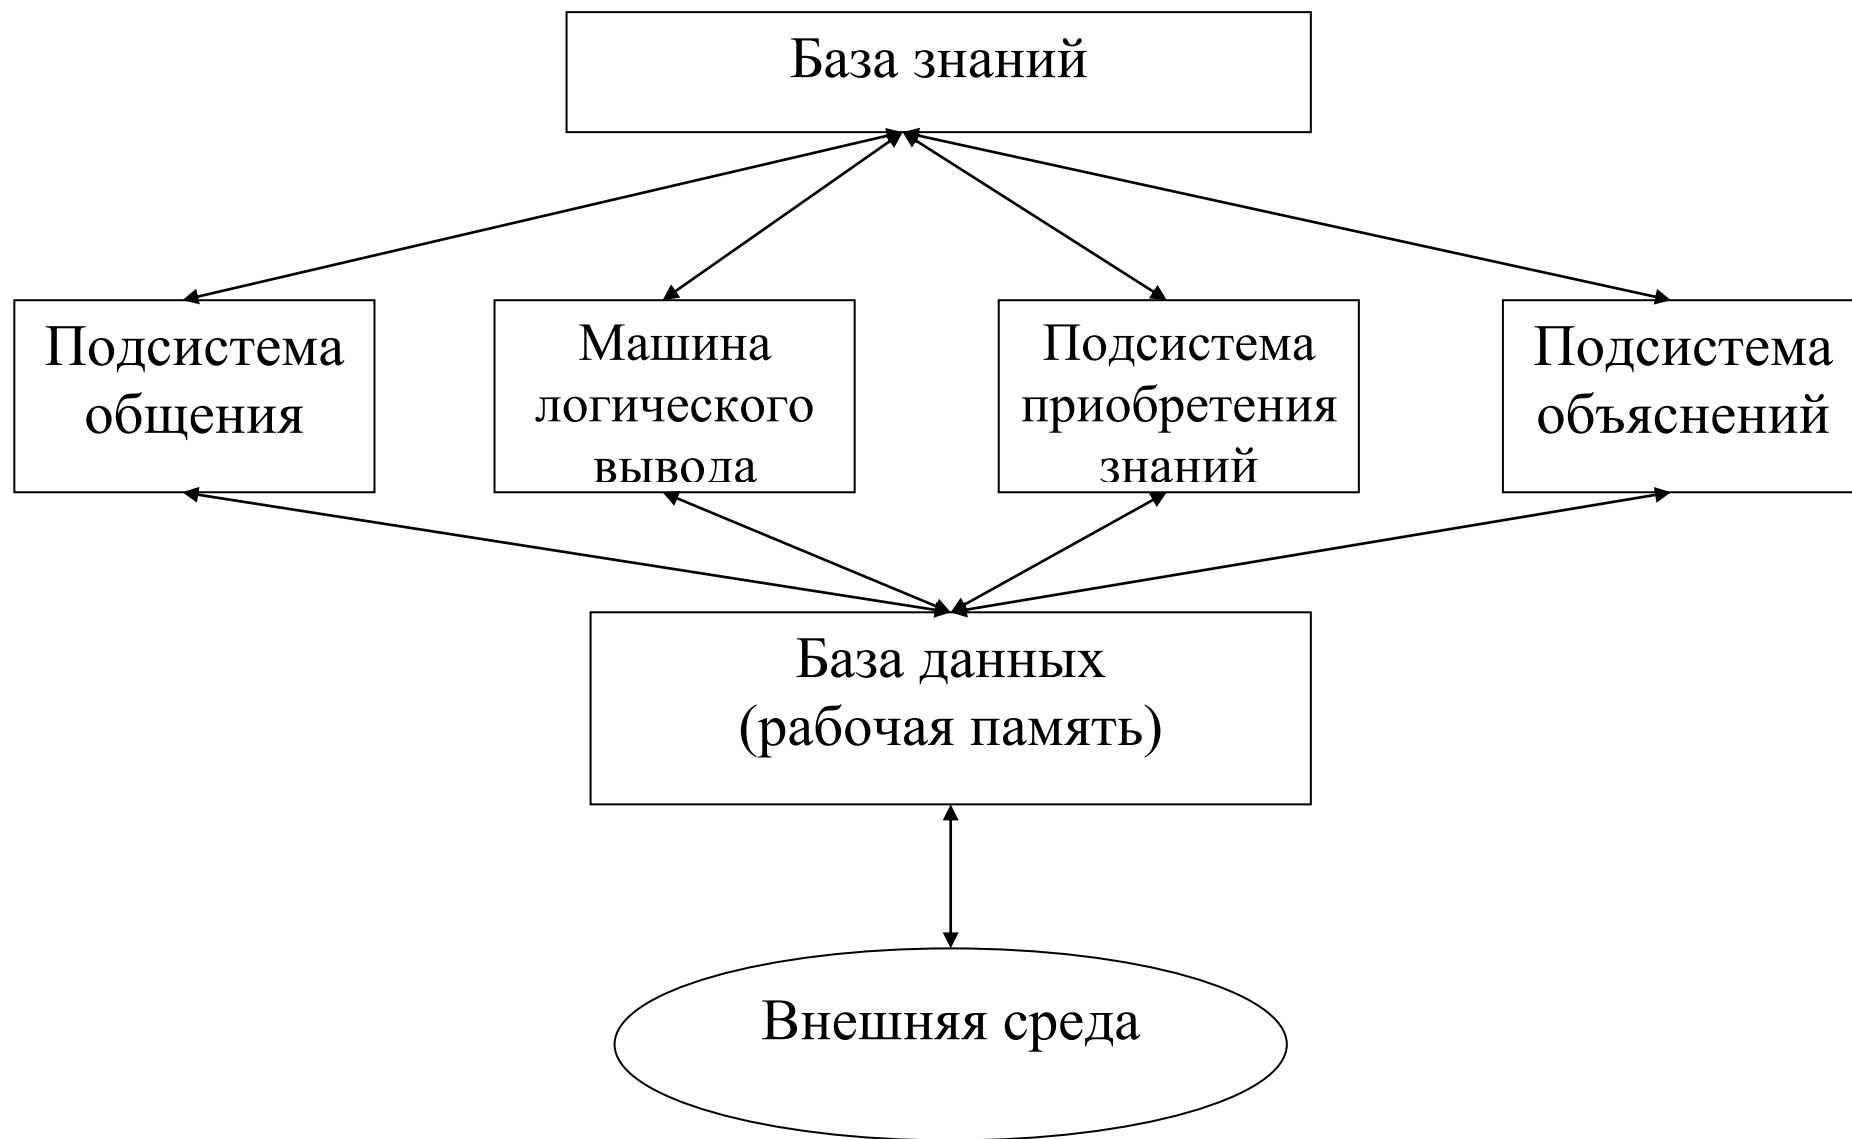 База знаний
Подсистема
общения
Машина
логического
вывода
Подсистема
приобретения
знаний
Подсистема
объяснений
База данных
(рабочая память)
Внешняя среда